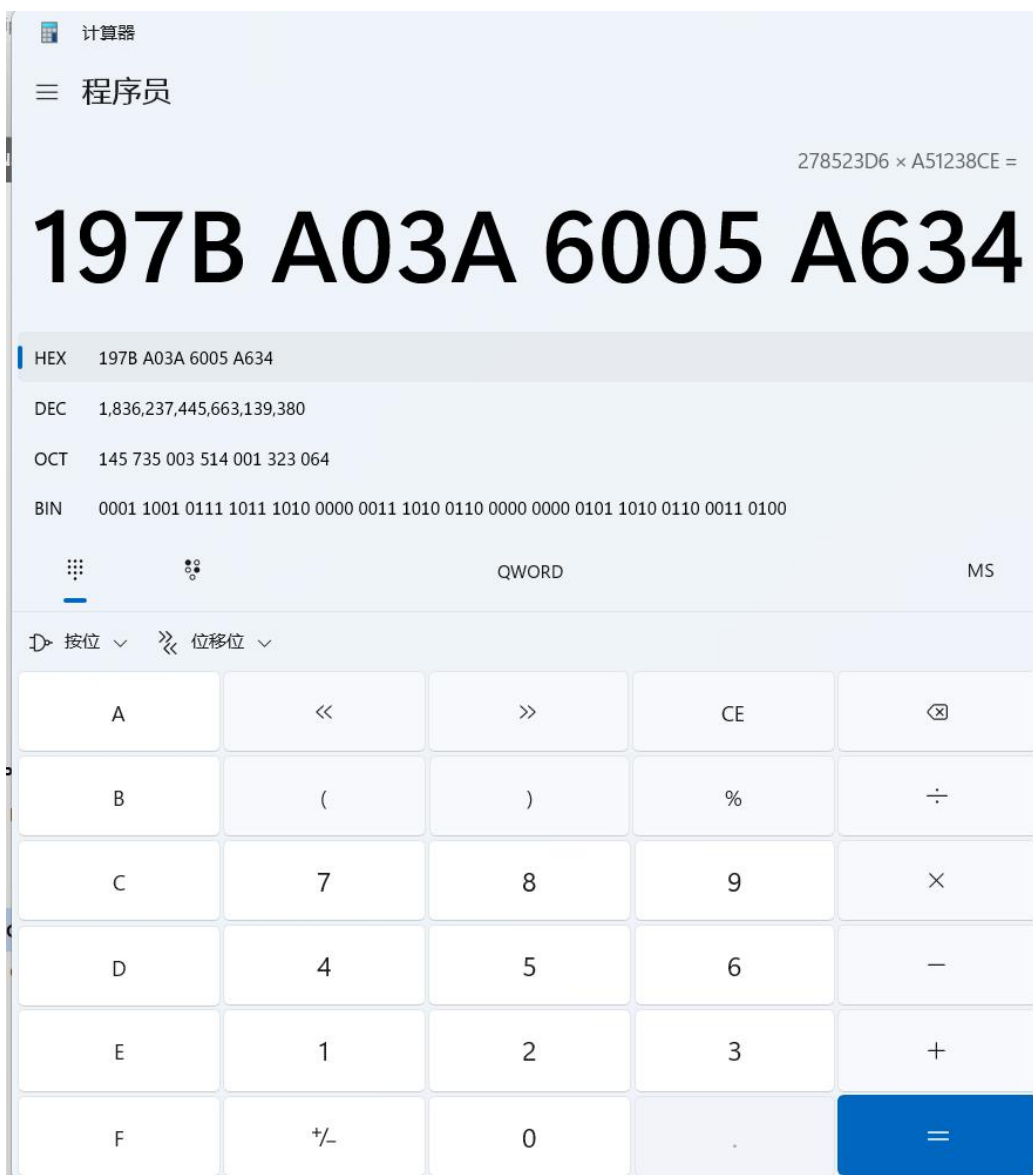 计算器
程序员
278523D6 × A51238CE =
197B A03A 6005 A634
HEX 197B A03A 6005 A634
DEC 1,836,237,445,663,139,380
OCT 145 735 003 514 001 323 064
BIN 0001 1001 0111 1011 1010 0000 0011 1010 0110 0000 0000 0101 1010 0110 0011 0100
QWORD MS
按位 位移位
A « » CE
B ( ) % ÷
C 7 8 9 ×
D 4 5 6 −
E 1 2 3 +
F +/− 0 . =